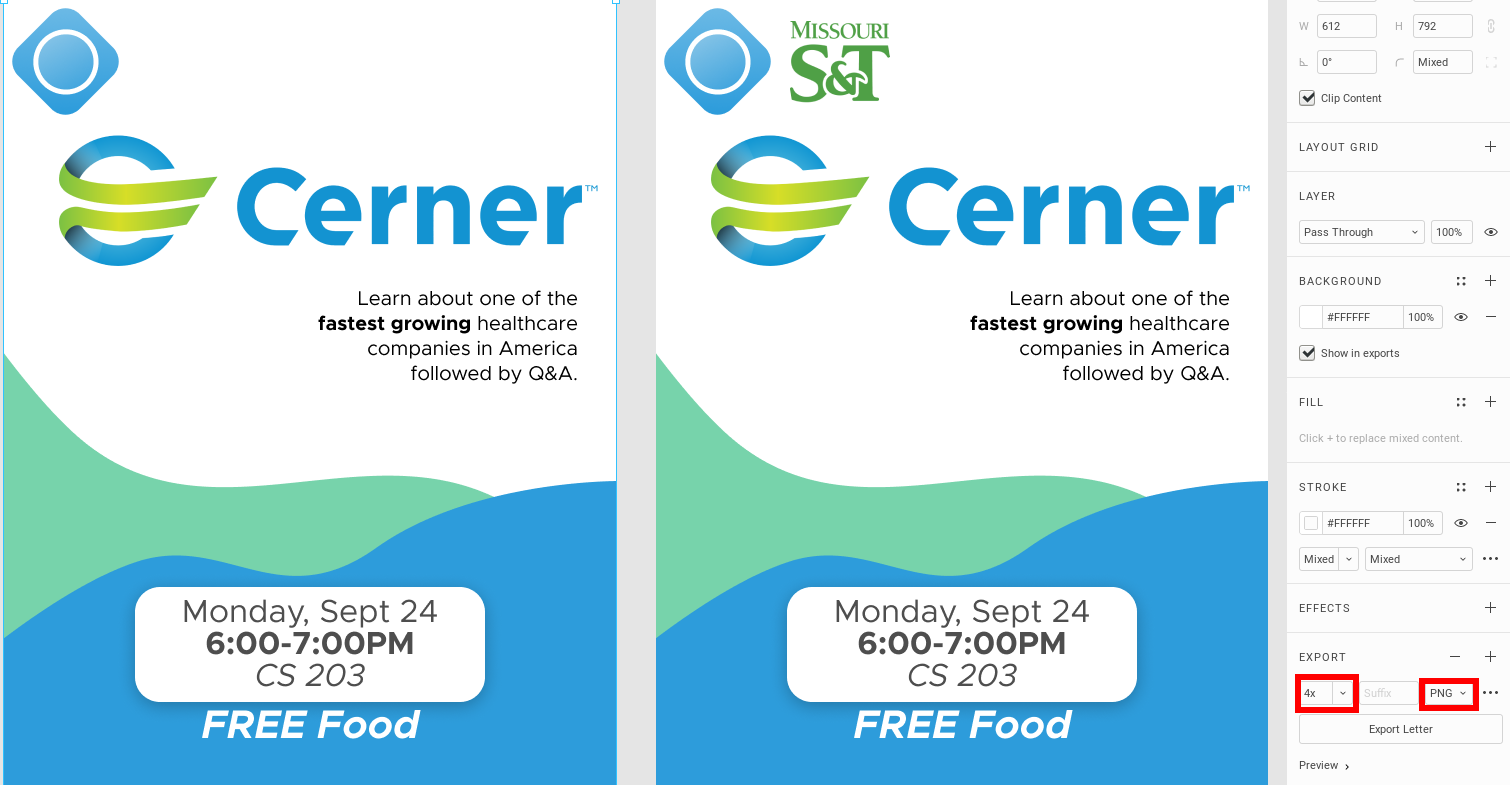 Cerner™
Learn about one of the
fastest growing healthcare
companies in America
followed by Q&A.
Monday, Sept 24
6:00-7:00PM
CS 203
FREE Food
MISSOURI
S&T
Cerner™
Learn about one of the
fastest growing healthcare
companies in America
followed by Q&A.
Monday, Sept 24
6:00-7:00PM
CS 203
FREE Food
W 612 H 792
0° Mixed
Clip Content
LAYOUT GRID
LAYER
Pass Through 100%
BACKGROUND
#FFFFFF 100%
Show in exports
FILL
Click + to replace mixed content.
STROKE
#FFFFFF 100%
Mixed Mixed
EFFECTS
EXPORT
4x Suffix PNG
Export Letter
Preview